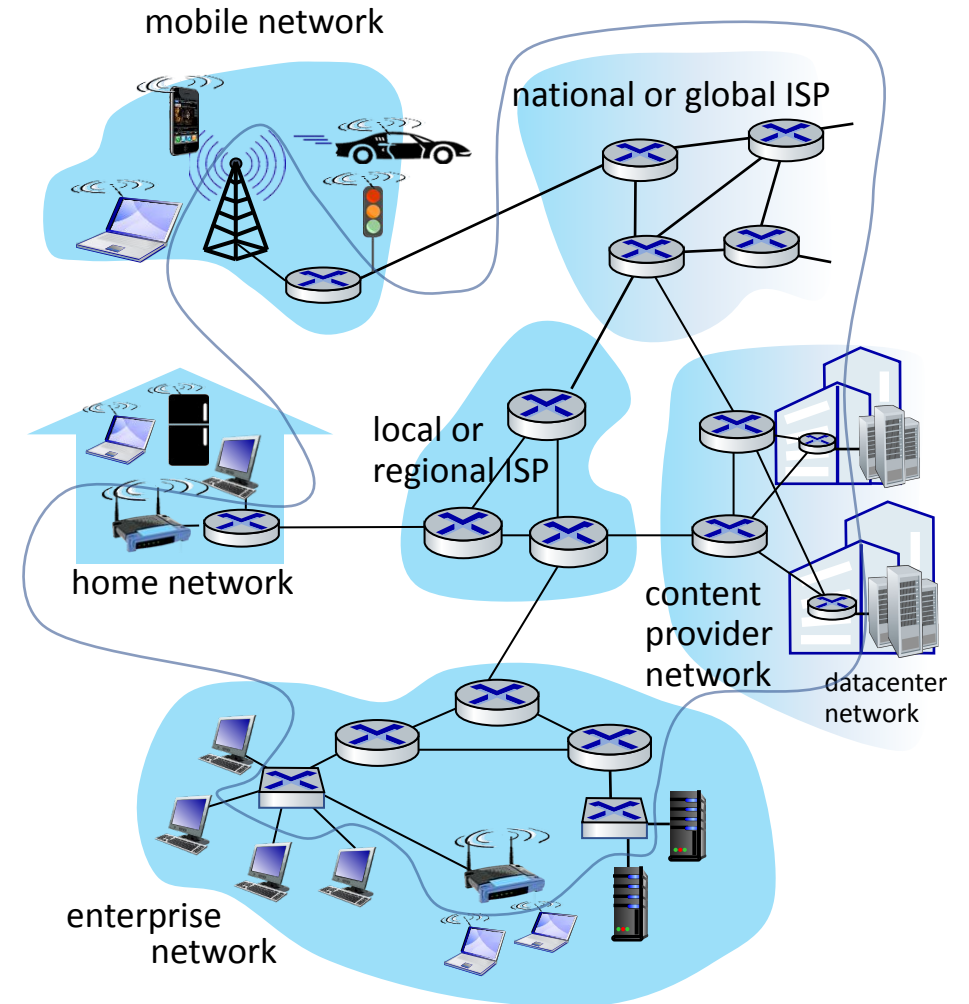 mobile network
national or global ISP
local or
regional ISP
home network
content
provider
network
datacenter
network
enterprise
network